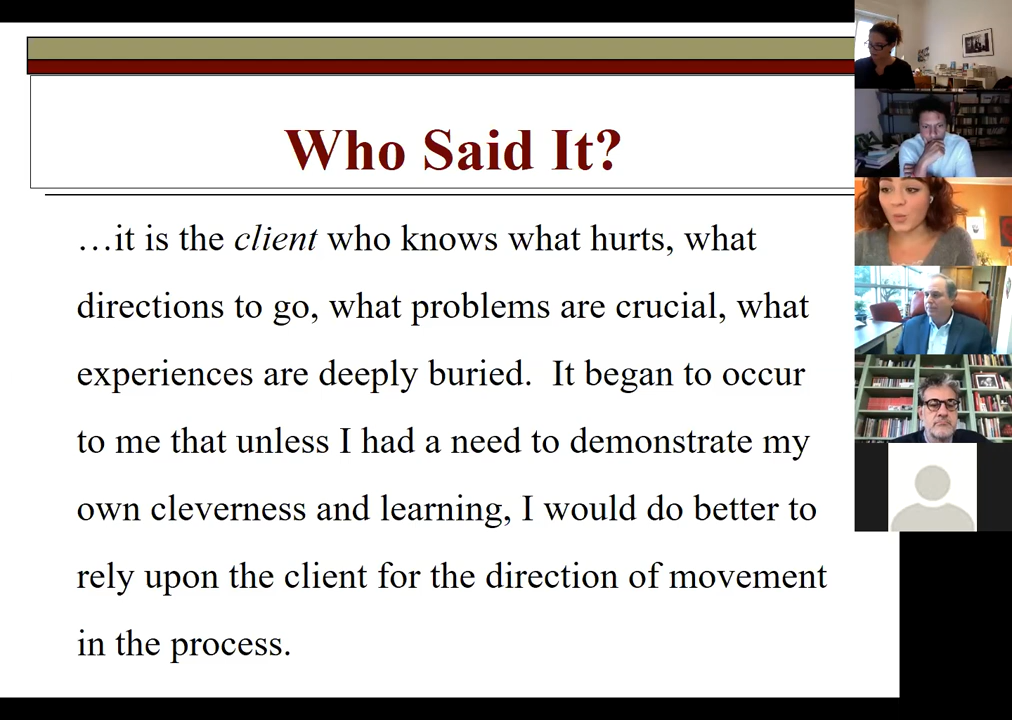 Who Said It?
…it is the client who knows what hurts, what
directions to go, what problems are crucial, what
experiences are deeply buried.  It began to occur
to me that unless I had a need to demonstrate my
own cleverness and learning, I would do better to
rely upon the client for the direction of movement
in the process.